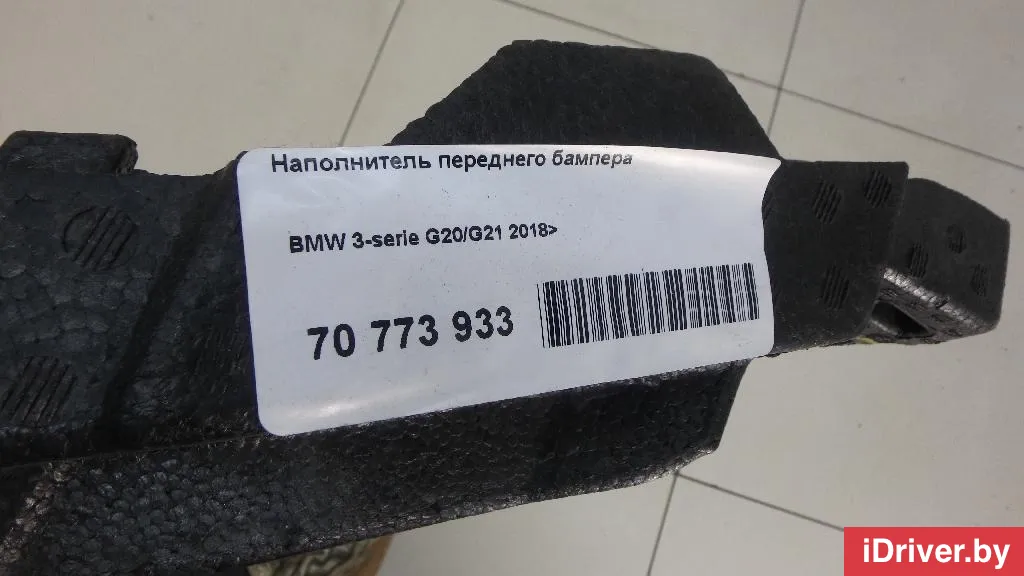 Наполнитель переднего бампера
BMW 3-serie G20/G21 2018>
70 773 933
iDriver.by